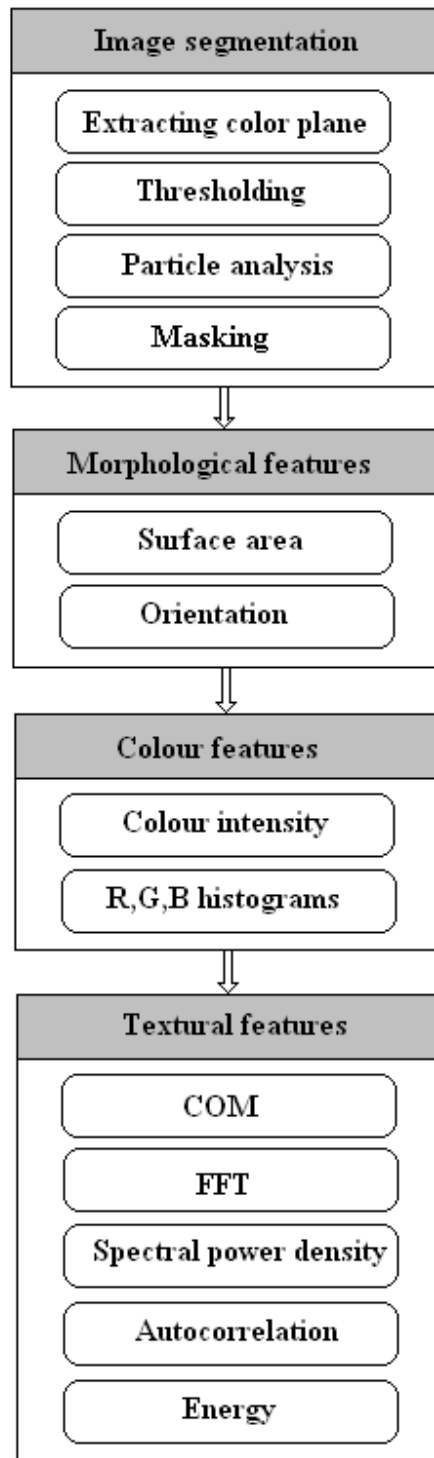 Image segmentation
Extracting color plane
Thresholding
Particle analysis
Masking
Morphological features
Surface area
Orientation
Colour features
Colour intensity
R,G,B histograms
Textural features
COM
FFT
Spectral power density
Autocorrelation
Energy